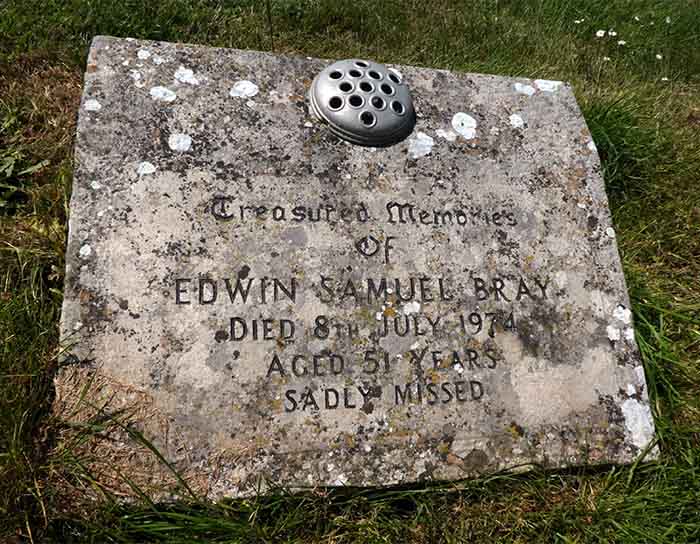 Treasured Memories
Of
EDWIN SAMUEL BRAY
DIED 8TH JULY 1974
AGED 51 YEARS
SADLY MISSED